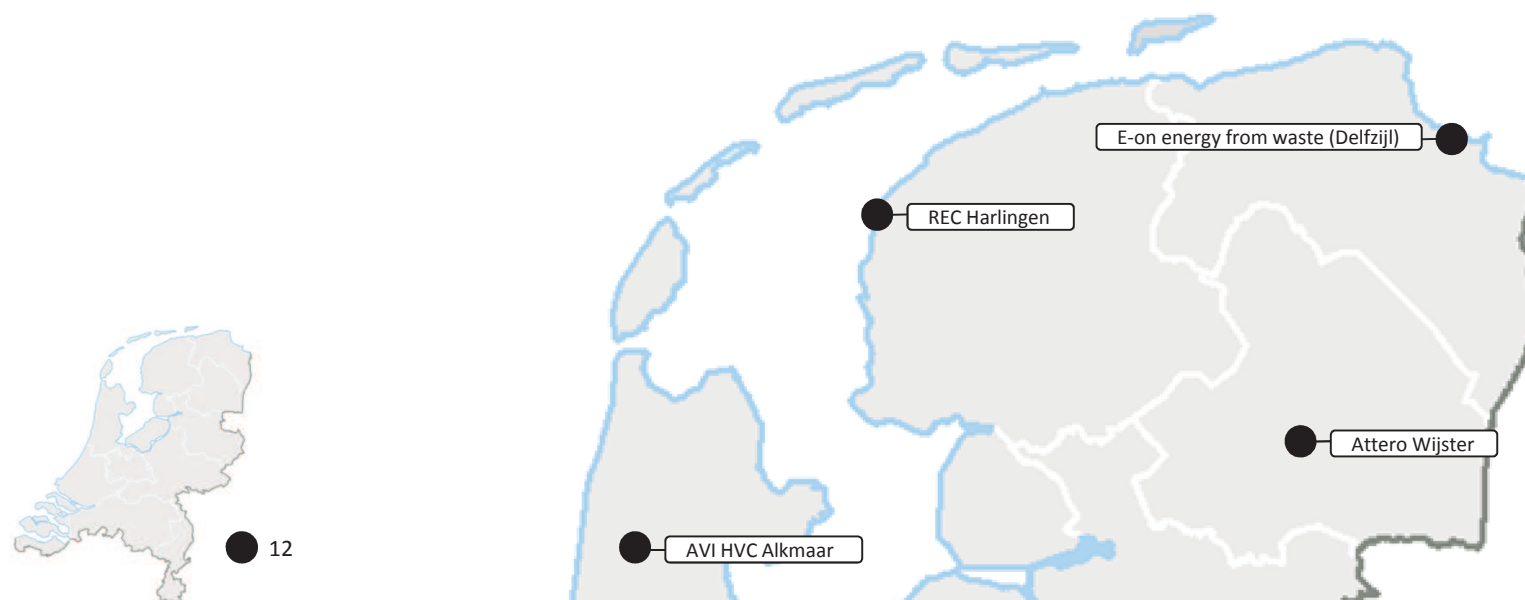 E-on energy from waste (Delfzijl)
REC Harlingen
Attero Wijster
AVI HVC Alkmaar
12